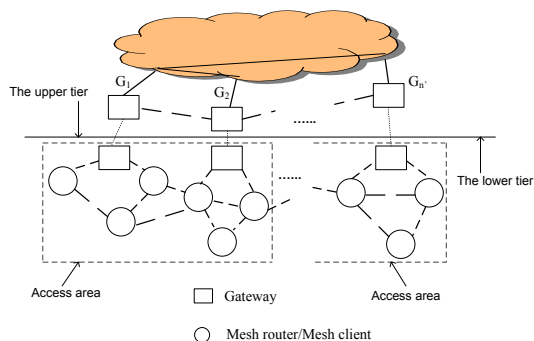 G1
G2
Gn'
The upper tier
......
......
The lower tier
Access area
Access area
Gateway
Mesh router/Mesh client